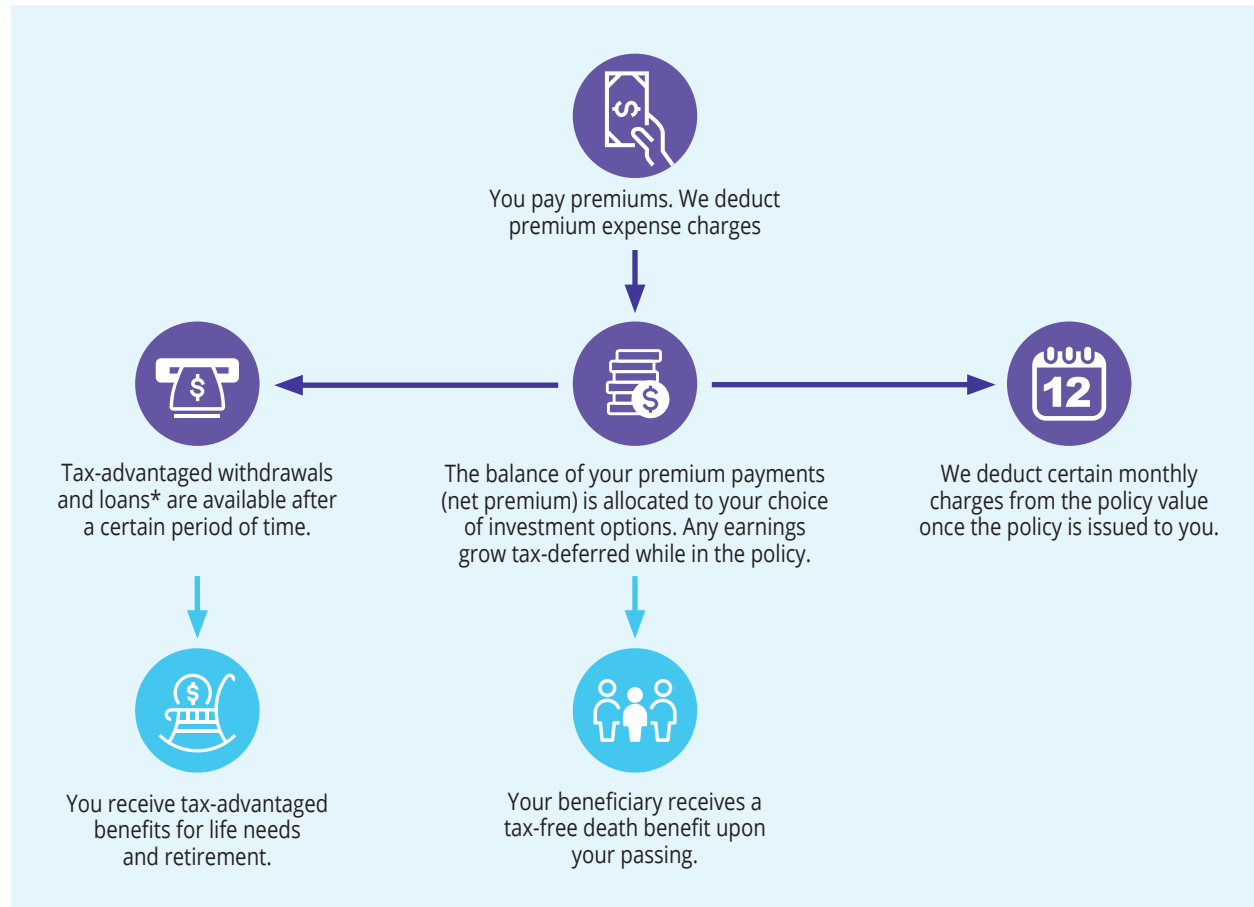 $
You pay premiums. We deduct
premium expense charges
$
Tax-advantaged withdrawals
and loans* are available after
a certain period of time.
$
The balance of your premium payments
(net premium) is allocated to your choice
of investment options. Any earnings
grow tax-deferred while in the policy.
12
We deduct certain monthly
charges from the policy value
once the policy is issued to you.
$
You receive tax-advantaged
benefits for life needs
and retirement.
Your beneficiary receives a
tax-free death benefit upon
your passing.